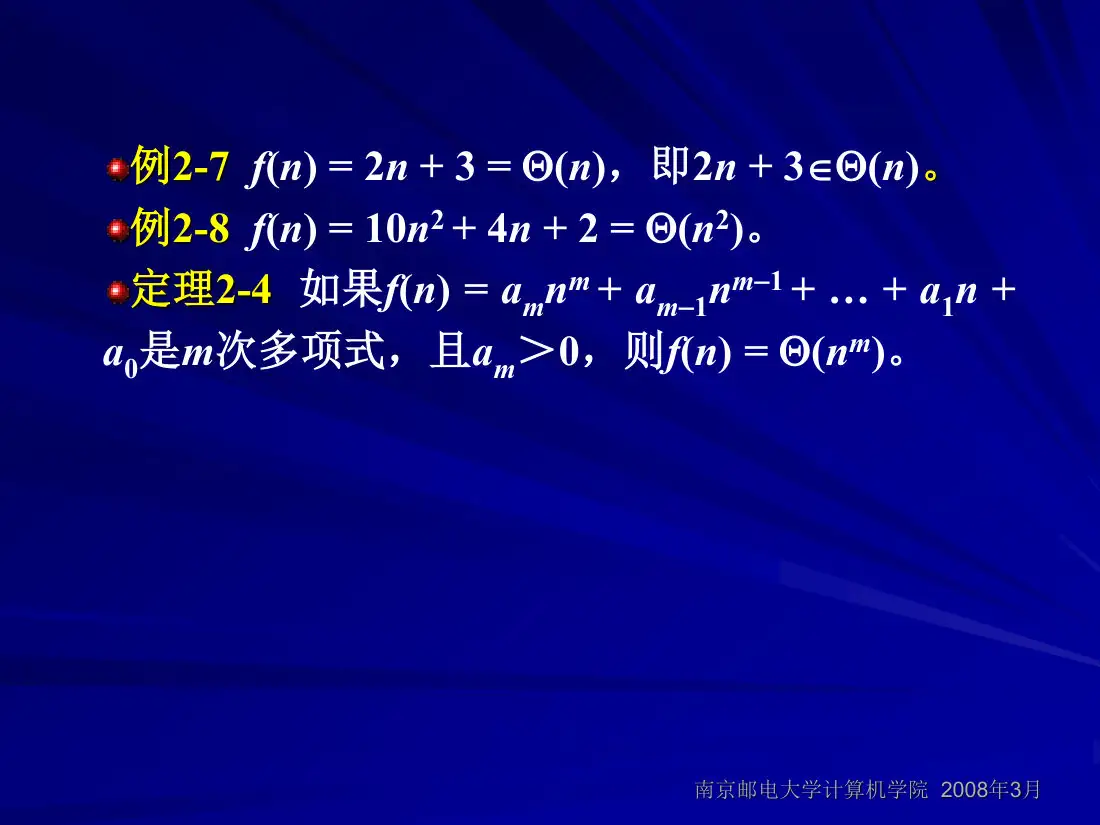 例2-7 f(n) = 2n + 3 = Θ(n)，即2n + 3∈Θ(n)。
例2-8 f(n) = 10n² + 4n + 2 = Θ(n²)。
定理2-4 如果f(n) = aₘnᵐ + aₘ₋₁nᵐ⁻¹ + … + a₁n +
a₀是m次多项式，且aₘ＞0，则f(n) = Θ(nᵐ)。
南京邮电大学计算机学院 2008年3月